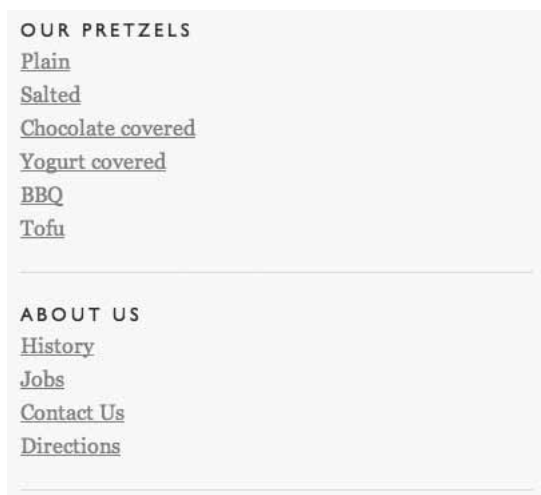 OUR PRETZELS
Plain
Salted
Chocolate covered
Yogurt covered
BBQ
Tofu
ABOUT US
History
Jobs
Contact Us
Directions